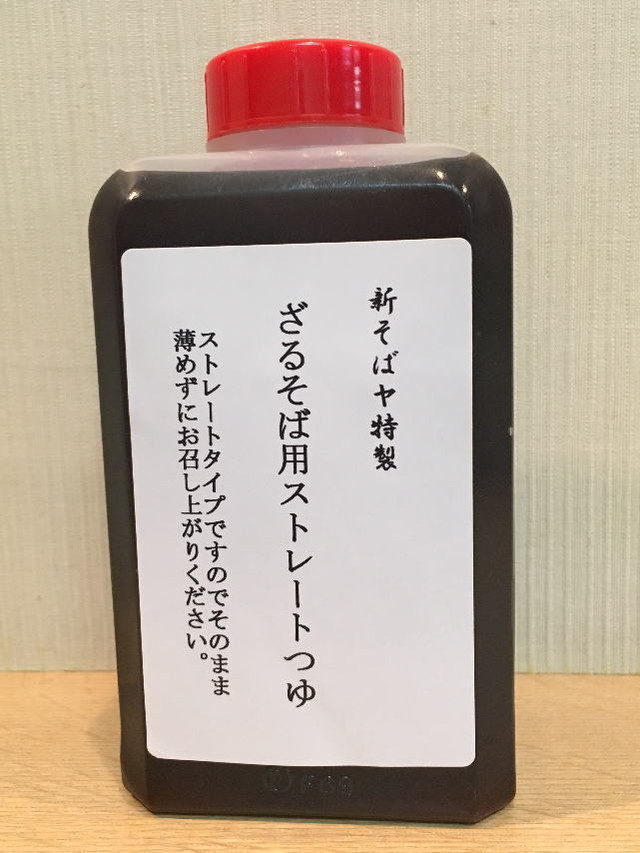 新そばヤ特製
ざるそば用ストレートつゆ
ストレートタイプですのでそのまま
薄めずにお召し上がりください。